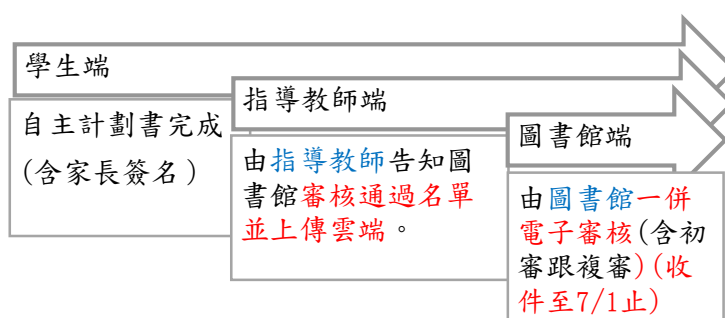 學生端
自主計劃書完成
(含家長簽名)
指導教師端
由指導教師告知圖
書館審核通過名單
並上傳雲端。
圖書館端
由圖書館一併
電子審核(含初
審跟複審)(收
件至7/1止)